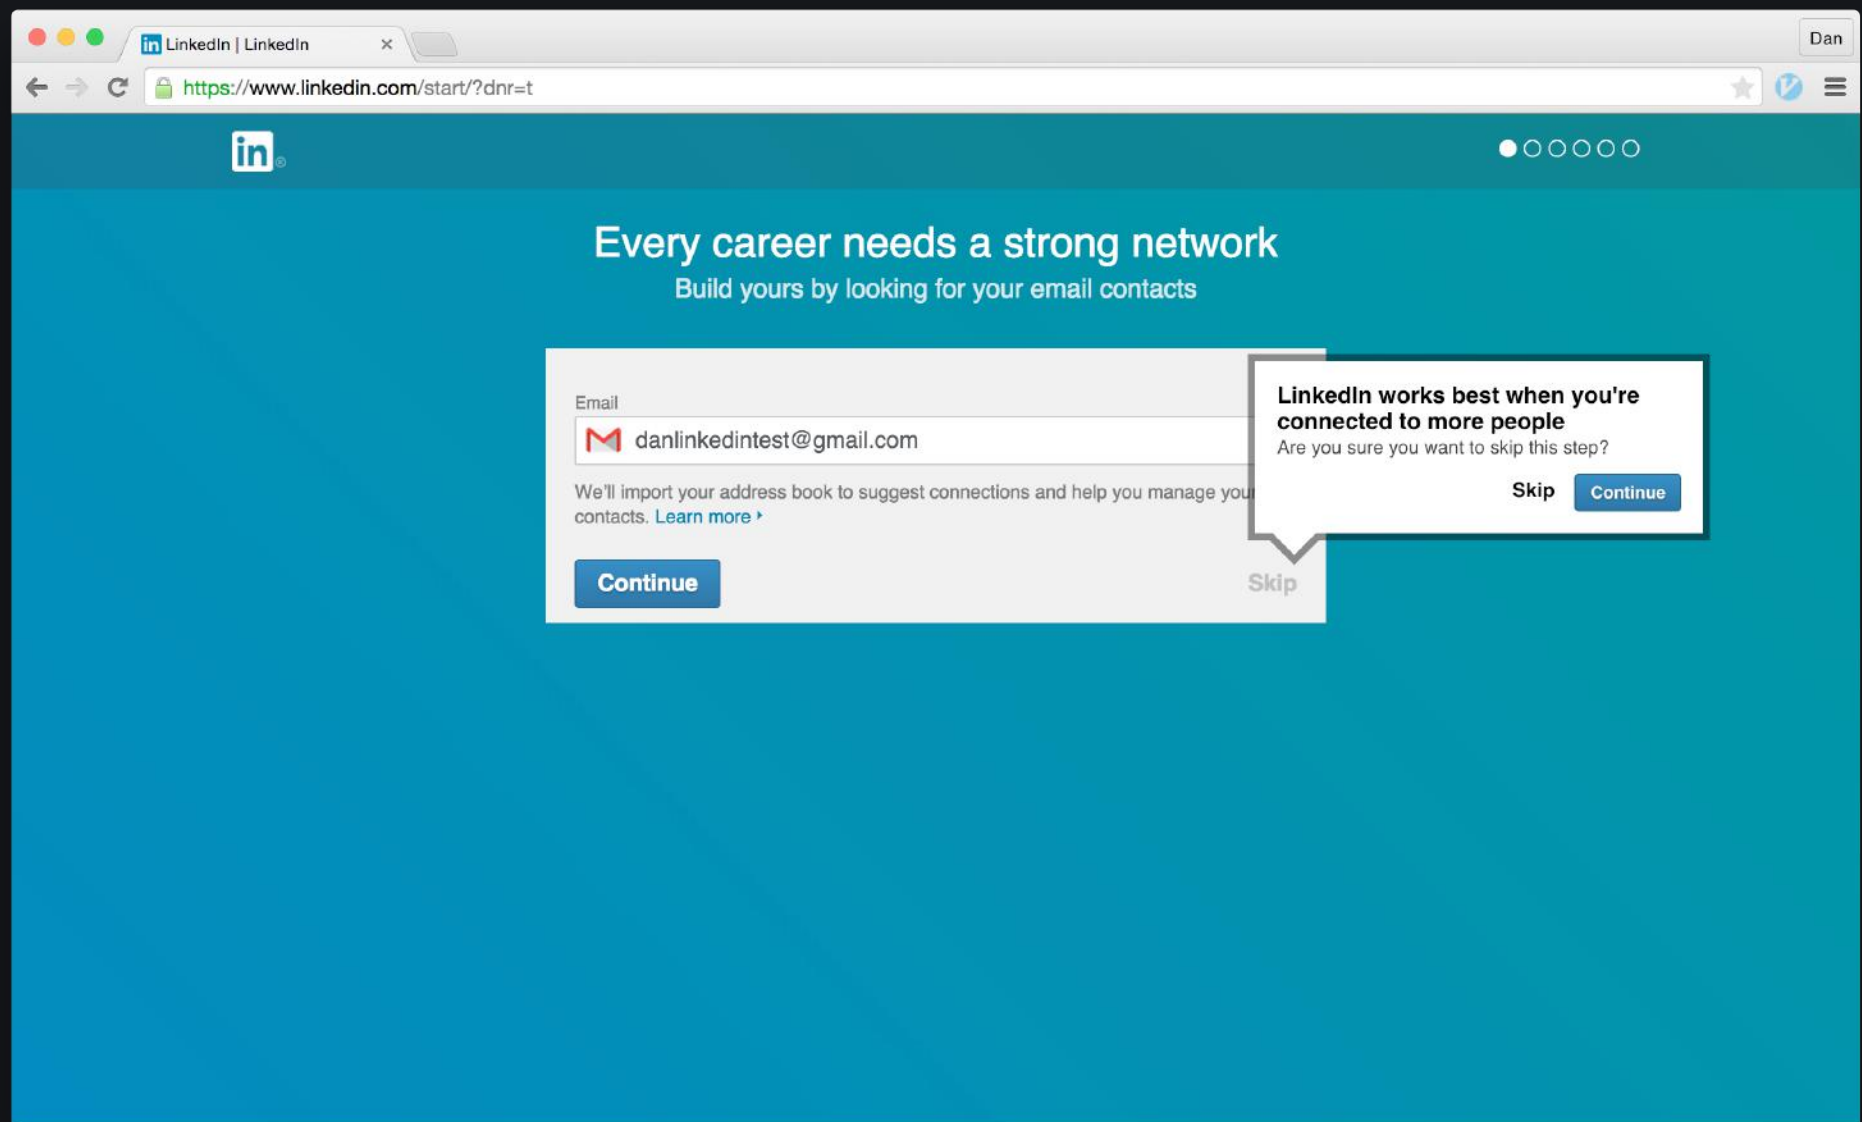 LinkedIn | LinkedIn
Dan
https://www.linkedin.com/start/?dnr=t
in®
Every career needs a strong network
Build yours by looking for your email contacts
Email
danlinkedintest@gmail.com
We'll import your address book to suggest connections and help you manage your
contacts. Learn more
Continue
Skip
LinkedIn works best when you're
connected to more people
Are you sure you want to skip this step?
Skip
Continue